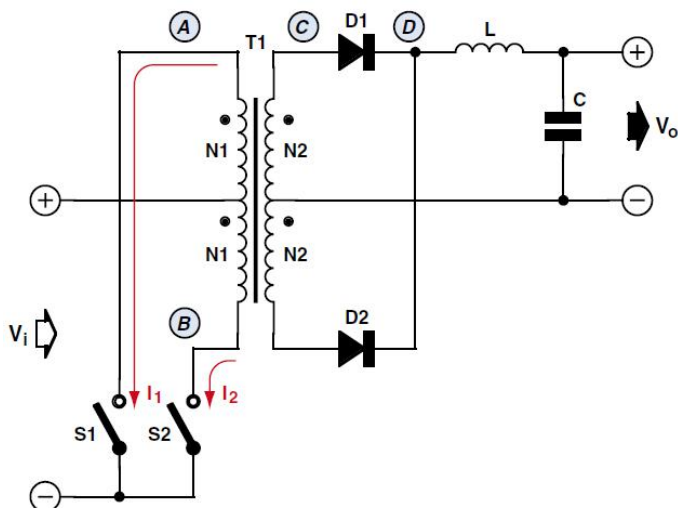 A
T1
C
D1
D
L
+
C
Vo
N1
N2
+
−
N1
N2
B
D2
Vi
I1
I2
S1
S2
−